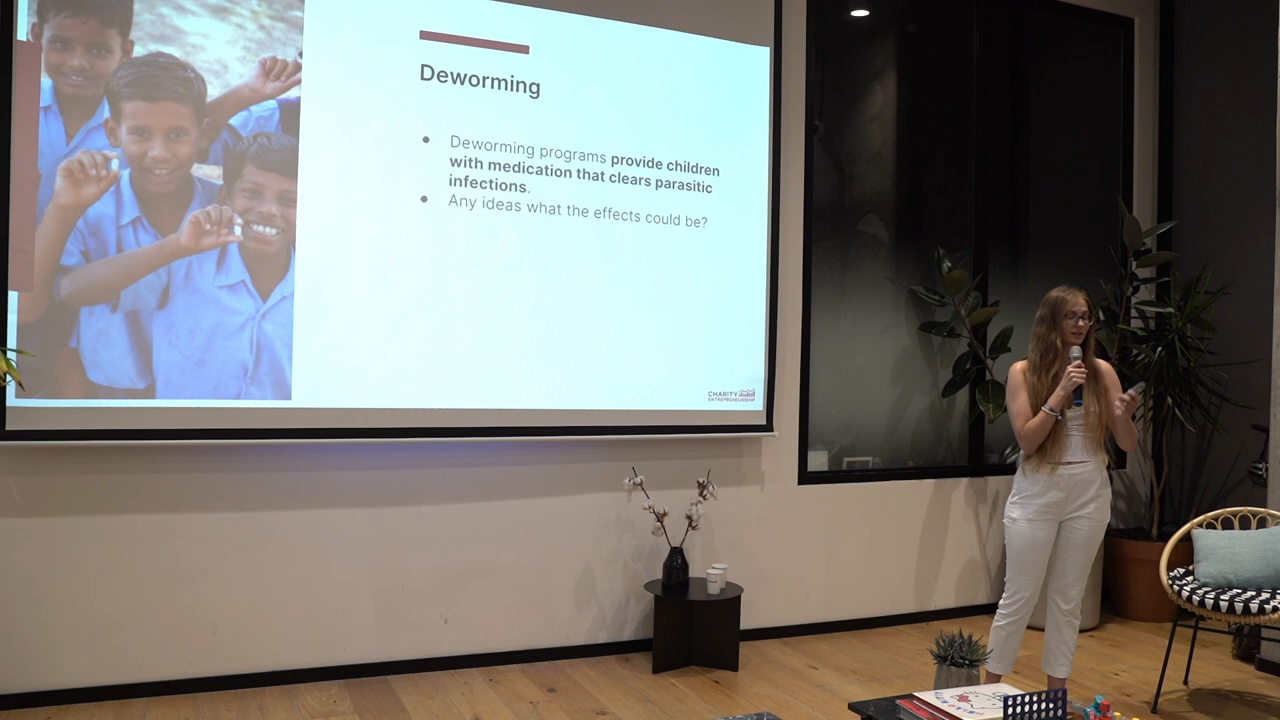 Deworming
● Deworming programs provide children
with medication that clears parasitic
infections.
● Any ideas what the effects could be?
CHARITY
ENTREPRENEURSHIP